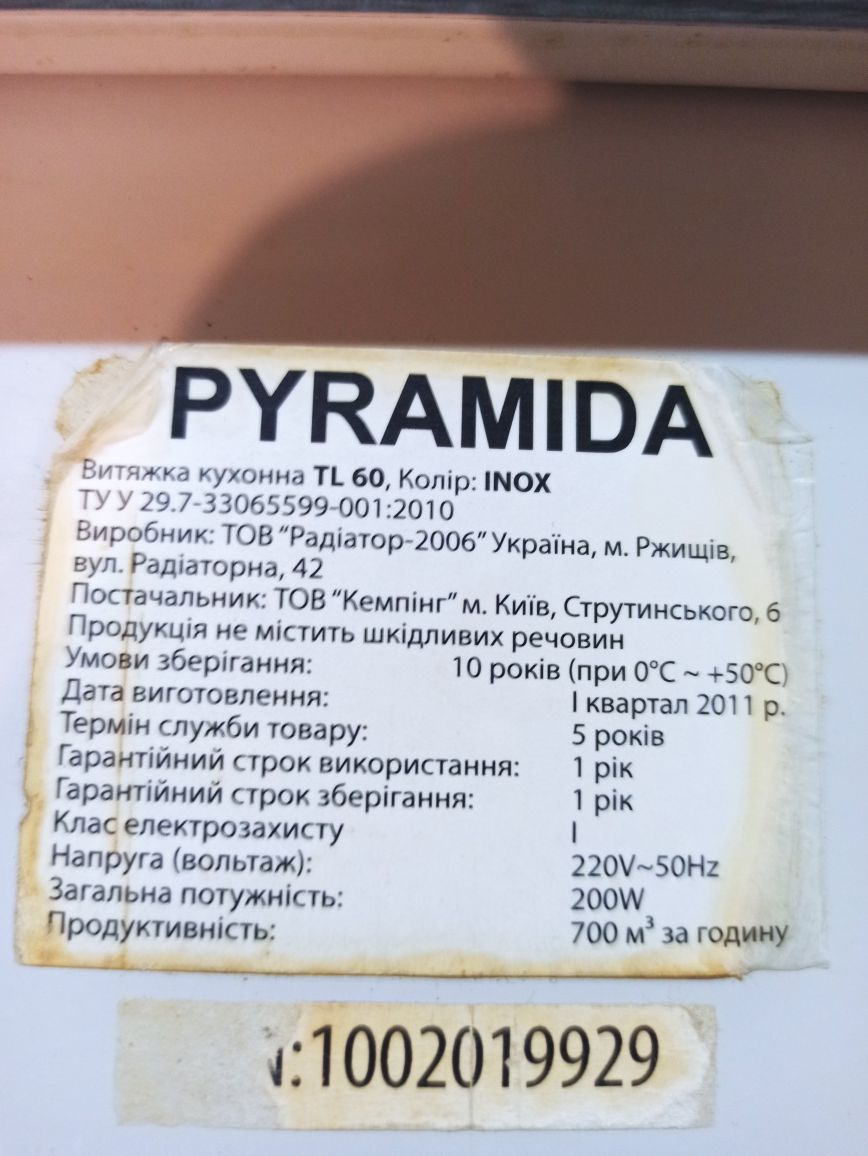 PYRAMIDA
Витяжка кухонна TL 60, Колір: INOX
ТУ У 29.7-33065599-001:2010
Виробник: ТОВ "Радіатор-2006" Україна, м. Ржищів,
вул. Радіаторна, 42
Постачальник: ТОВ "Кемпінг" м. Київ, Струтинського, 6
Продукція не містить шкідливих речовин
Умови зберігання: 10 років (при 0°C ~ +50°C)
Дата виготовлення: I квартал 2011 р.
Термін служби товару: 5 років
Гарантійний строк використання: 1 рік
Гарантійний строк зберігання: 1 рік
Клас електрозахисту I
Напруга (вольтаж): 220V~50Hz
Загальна потужність: 200W
Продуктивність: 700 м³ за годину
:1002019929